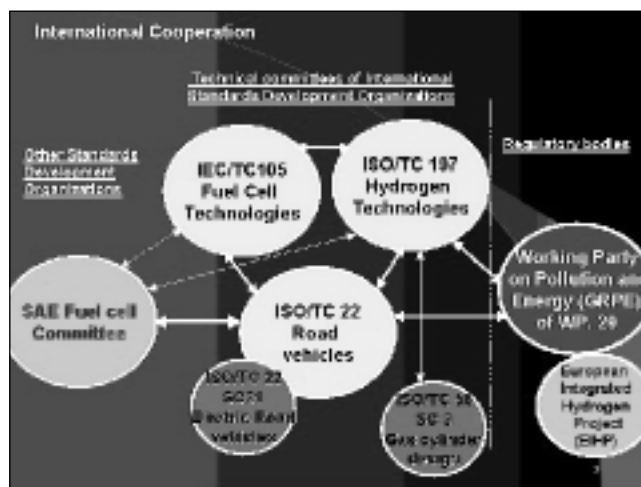 International Cooperation
Technical committees of International
Standards Development Organizations
Other Standards
Development
Organizations
Regulatory bodies
IEC/TC105
Fuel Cell
Technologies
ISO/TC 197
Hydrogen
Technologies
SAE Fuel cell
Committee
ISO/TC 22
Road
vehicles
Working Party
on Pollution and
Energy (GRPE)
of WP. 29
ISO/TC 22
SC21
Electric Road
vehicles
ISO/TC 58
SC 3
Gas cylinder
design
European
Integrated
Hydrogen
Project
(EIHP)